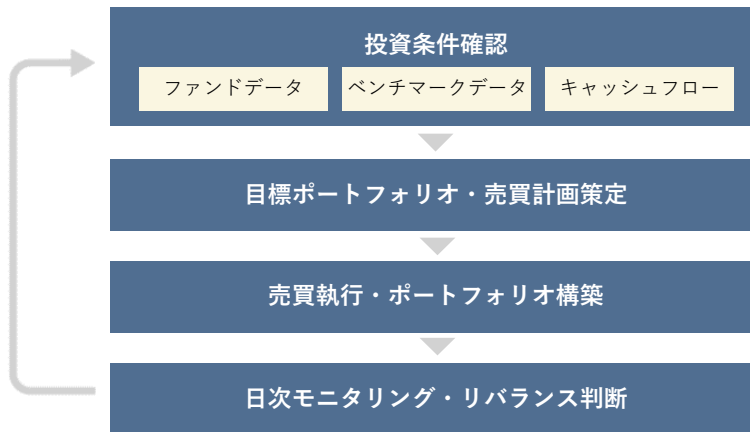 投資条件確認
ファンドデータ
ベンチマークデータ
キャッシュフロー
目標ポートフォリオ・売買計画策定
売買執行・ポートフォリオ構築
日次モニタリング・リバランス判断